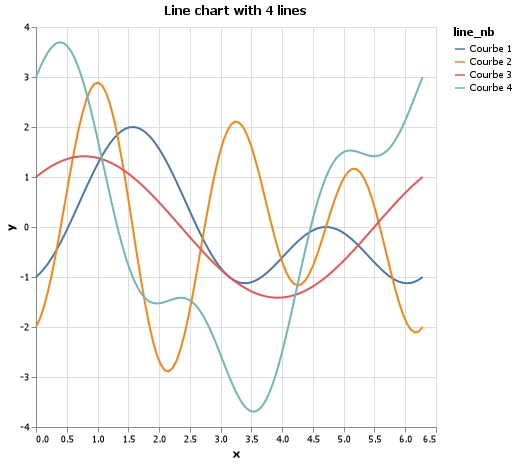 Line chart with 4 lines
line_nb
Courbe 1
Courbe 2
Courbe 3
Courbe 4
y
4
3
2
1
0
-1
-2
-3
-4
0.0 0.5 1.0 1.5 2.0 2.5 3.0 3.5 4.0 4.5 5.0 5.5 6.0 6.5
x